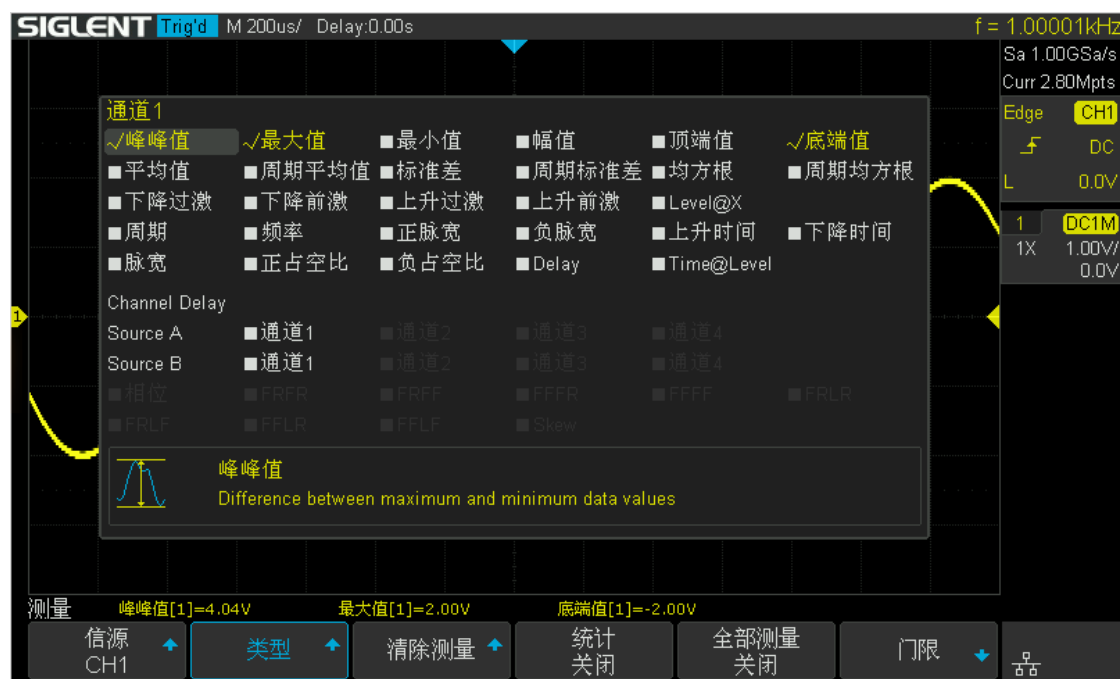 SIGLENT Trig'd M 200us/ Delay:0.00s f = 1.00001kHz
Sa 1.00GSa/s
Curr 2.80Mpts
Edge CH1
DC
L 0.0V
1 DC1M
1X 1.00V/
0.0V
通道1
√峰峰值 √最大值 ■最小值 ■幅值 ■顶端值 √底端值
■平均值 ■周期平均值 ■标准差 ■周期标准差 ■均方根 ■周期均方根
■下降过激 ■下降前激 ■上升过激 ■上升前激 ■Level@X
■周期 ■频率 ■正脉宽 ■负脉宽 ■上升时间 ■下降时间
■脉宽 ■正占空比 ■负占空比 ■Delay ■Time@Level
Channel Delay
Source A ■通道1 ■通道2 ■通道3 ■通道4
Source B ■通道1 ■通道2 ■通道3 ■通道4
■相位 ■FRFR ■FRFF ■FFFR ■FFFF ■FRLR
■FRLF ■FFLR ■FFLF ■Skew
峰峰值
Difference between maximum and minimum data values
1
测量 峰峰值[1]=4.04V 最大值[1]=2.00V 底端值[1]=-2.00V
信源 CH1
类型
清除测量
统计 关闭
全部测量 关闭
门限